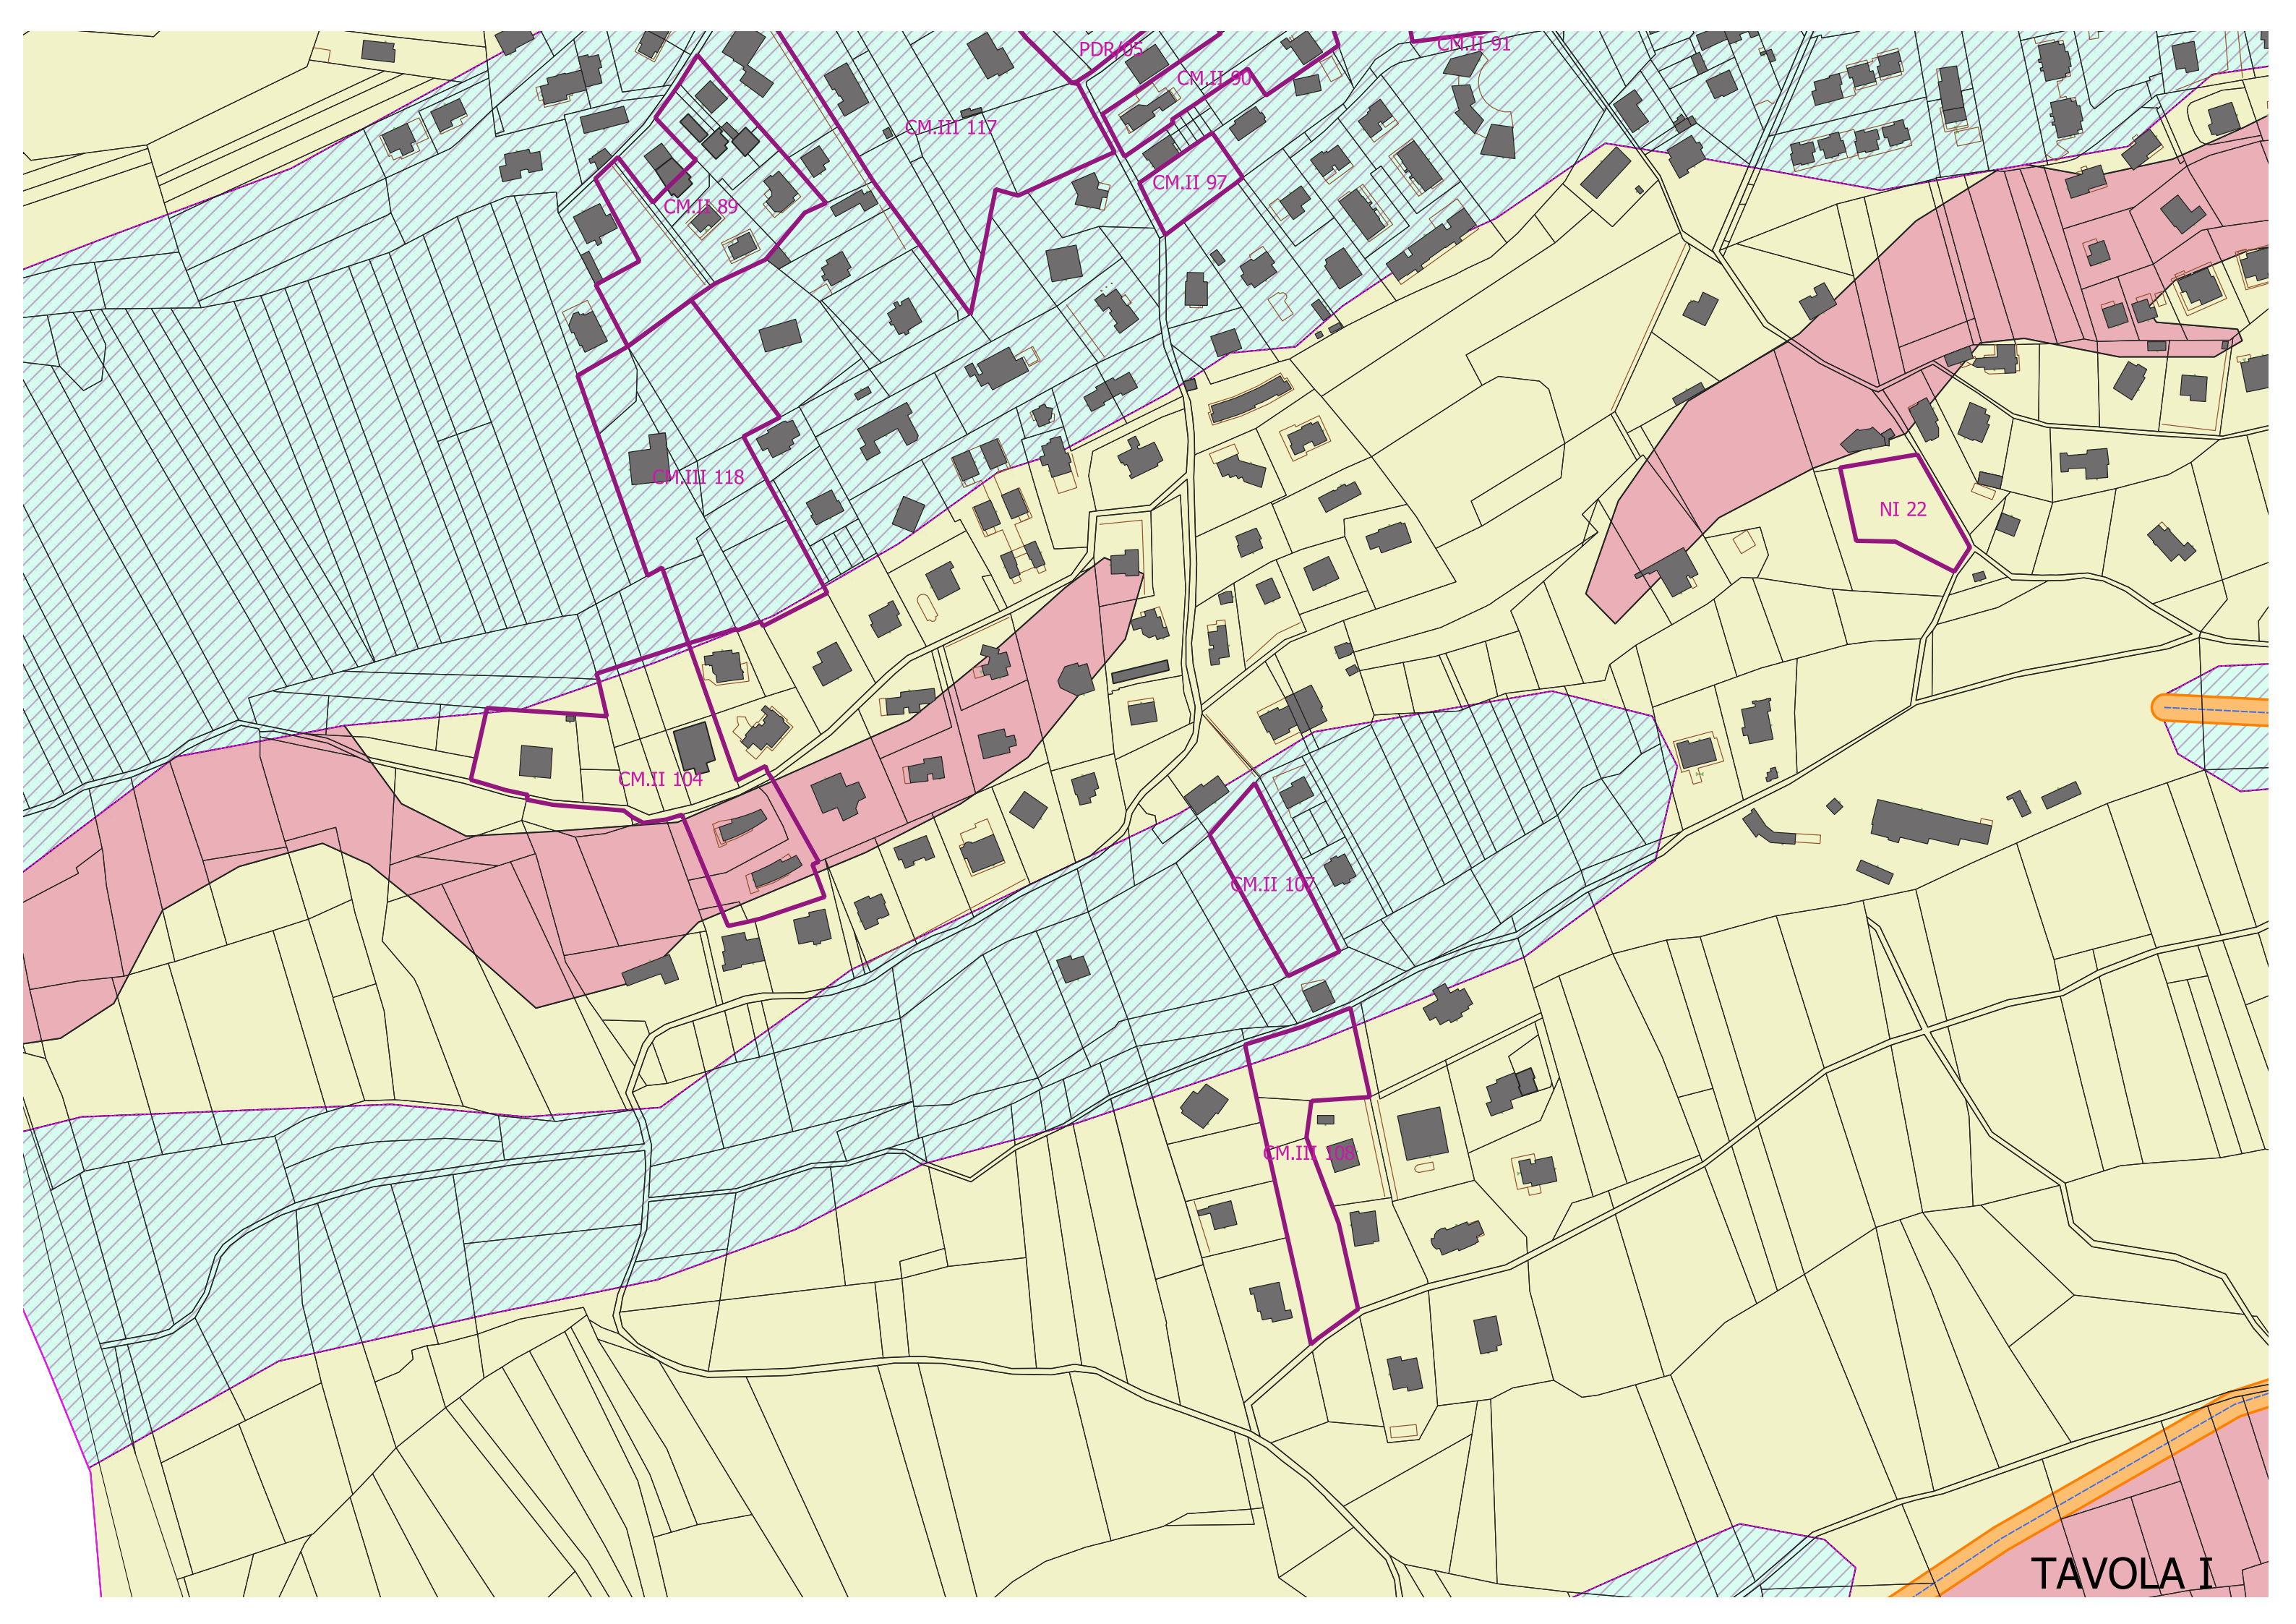 CM.II 91
PDR/05
CM.II 90
CM.III 117
CM.II 97
CM.II 89
CM.III 118
NI 22
CM.II 104
CM.II 107
CM.III 108
TAVOLA I